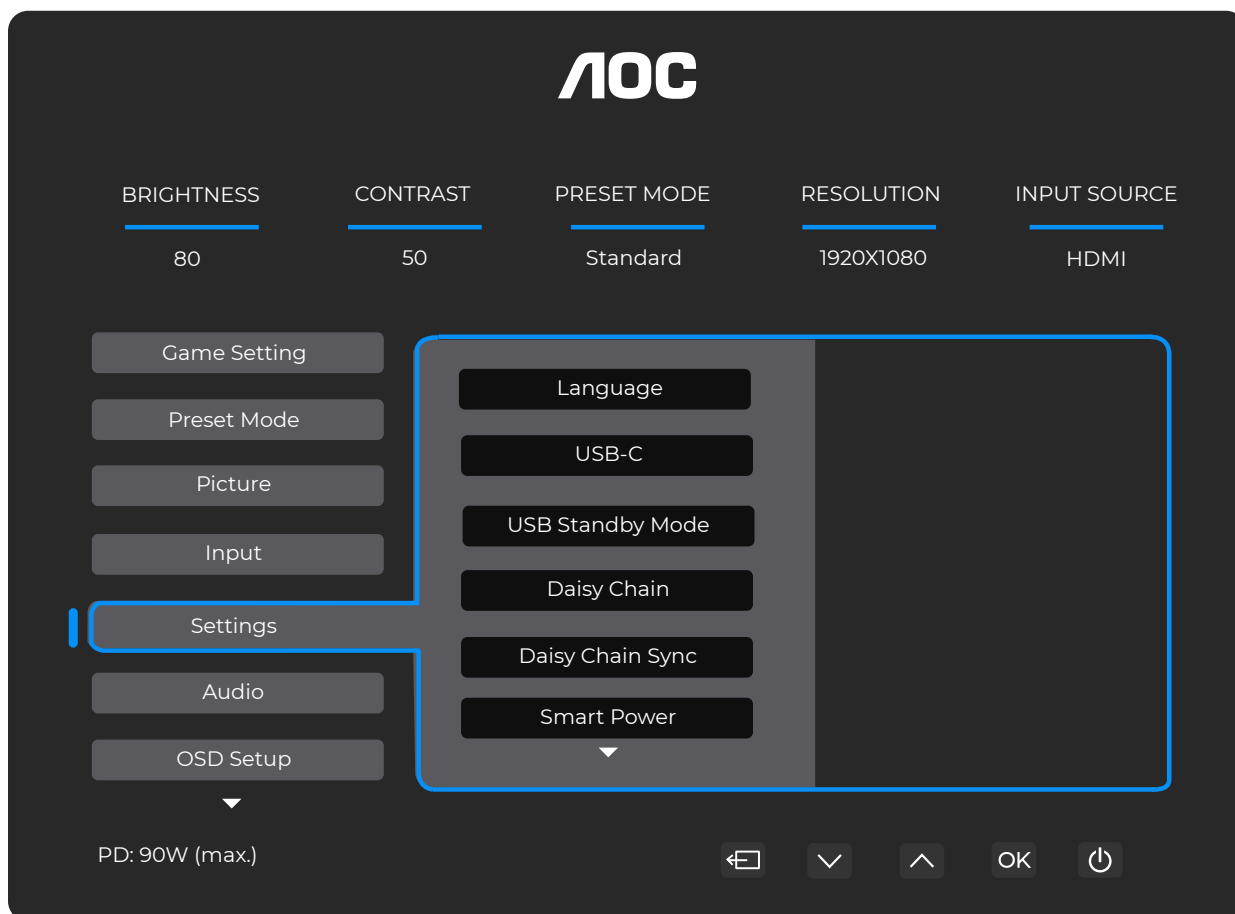 AOC
BRIGHTNESS CONTRAST PRESET MODE RESOLUTION INPUT SOURCE
80 50 Standard 1920X1080 HDMI
Game Setting
Preset Mode
Picture
Input
Settings
Audio
OSD Setup
Language
USB-C
USB Standby Mode
Daisy Chain
Daisy Chain Sync
Smart Power
PD: 90W (max.)
OK